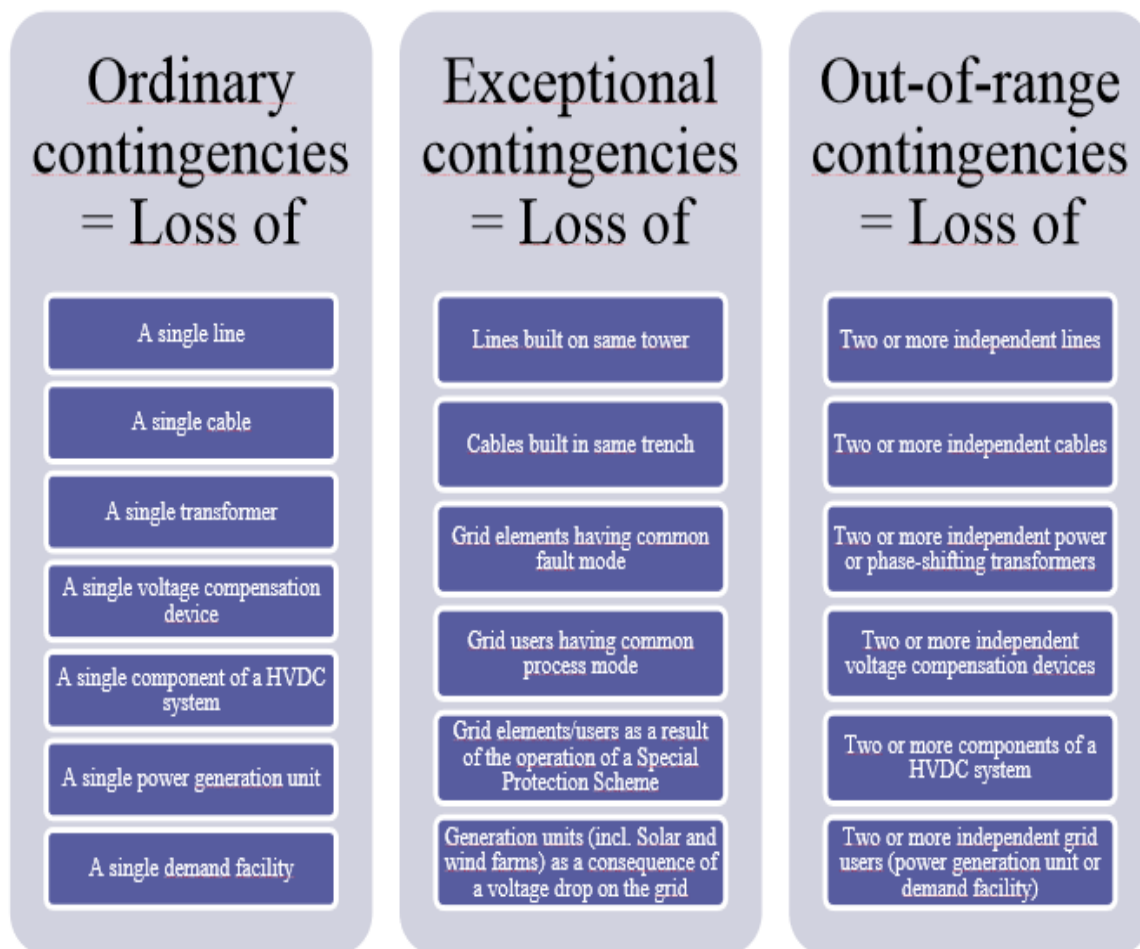 Ordinary
contingencies
= Loss of
A single line
A single cable
A single transformer
A single voltage compensation
device
A single component of a HVDC
system
A single power generation unit
A single demand facility
Exceptional
contingencies
= Loss of
Lines built on same tower
Cables built in same trench
Grid elements having common
fault mode
Grid users having common
process mode
Grid elements/users as a result
of the operation of a Special
Protection Scheme
Generation units (incl. Solar and
wind farms) as a consequence of
a voltage drop on the grid
Out-of-range
contingencies
= Loss of
Two or more independent lines
Two or more independent cables
Two or more independent power
or phase-shifting transformers
Two or more independent
voltage compensation devices
Two or more components of a
HVDC system
Two or more independent grid
users (power generation unit or
demand facility)